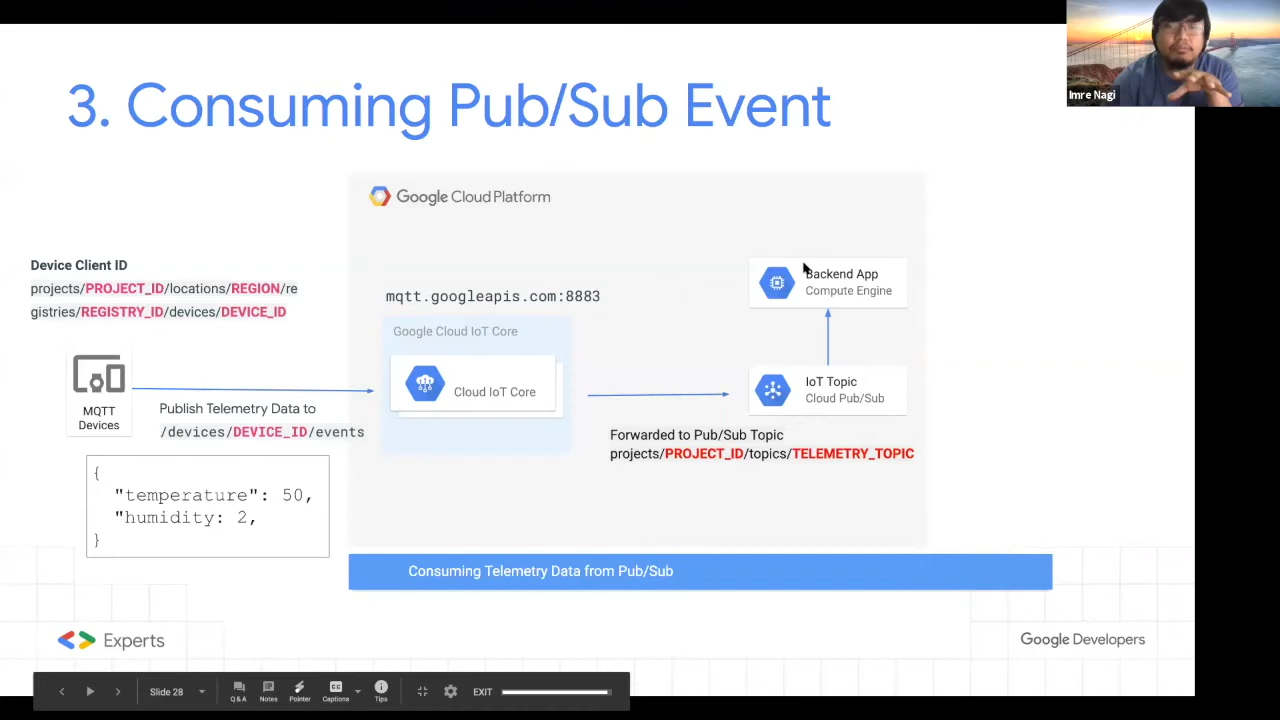 Imre Nagi
3. Consuming Pub/Sub Event
Google Cloud Platform
Device Client ID
projects/PROJECT_ID/locations/REGION/re
gistries/REGISTRY_ID/devices/DEVICE_ID
mqtt.googleapis.com:8883
Google Cloud IoT Core
Cloud IoT Core
Backend App
Compute Engine
IoT Topic
Cloud Pub/Sub
MQTT
Devices
Publish Telemetry Data to
/devices/DEVICE_ID/events
Forwarded to Pub/Sub Topic
projects/PROJECT_ID/topics/TELEMETRY_TOPIC
{
"temperature": 50,
"humidity: 2,
}
Consuming Telemetry Data from Pub/Sub
Experts
Google Developers
Slide 28
Q & A
Notes
Pointer
Captions
Tips
EXIT